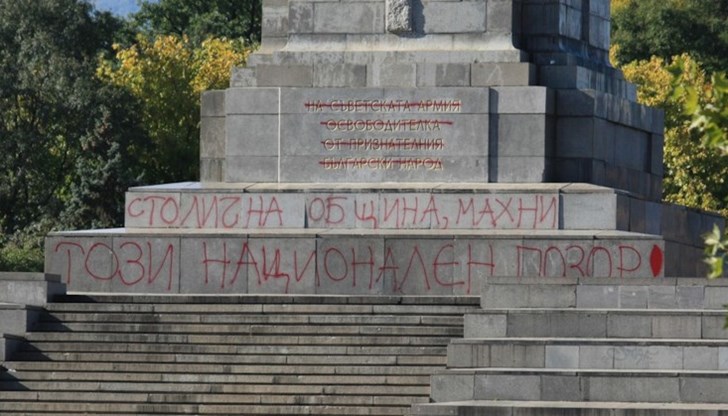 НА СЪВЕТСКАТА АРМИЯ
ОСВОБОДИТЕЛКА
ОТ ПРИЗНАТЕЛНИЯ
БЪЛГАРСКИ НАРОД
СТОЛИЧНА ОБЩИНА, МАХНИ
ТОЗИ НАЦИОНАЛЕН ПОЗОР